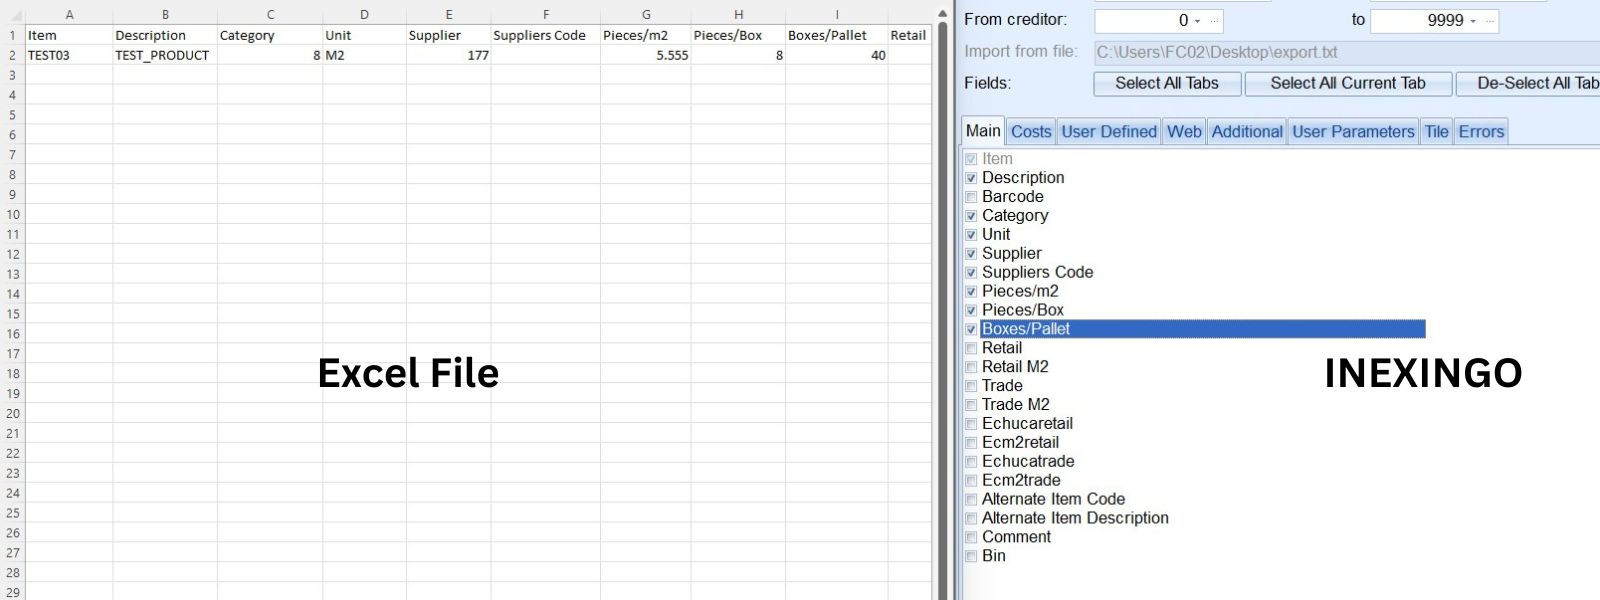 A B C D E F G H I
1 Item Description Category Unit Supplier Suppliers Code Pieces/m2 Pieces/Box Boxes/Pallet Retail
2 TEST03 TEST_PRODUCT 8 M2 177 5.555 8 40
3
4
5
6
7
8
9
10
11
12
13
14
15
16
17
18
19
20
21
22
23
24
25
26
27
28
29
Excel File
From creditor: 0 ... to 9999 ...
Import from file: C:\Users\FC02\Desktop\export.txt
Fields: Select All Tabs Select All Current Tab De-Select All Tab
Main Costs User Defined Web Additional User Parameters Tile Errors
Item
Description
Barcode
Category
Unit
Supplier
Suppliers Code
Pieces/m2
Pieces/Box
Boxes/Pallet
Retail
Retail M2
Trade
Trade M2
Echucaretail
Ecm2retail
Echucatrade
Ecm2trade
Alternate Item Code
Alternate Item Description
Comment
Bin
INEXINGO